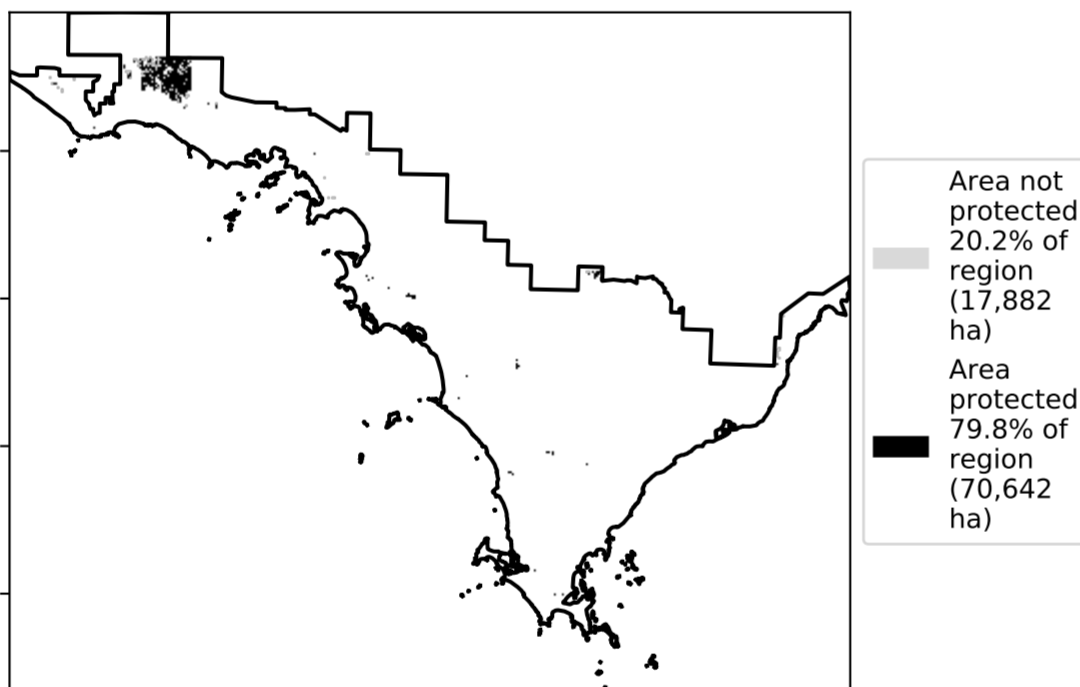 Area not
protected
20.2% of
region
(17,882
ha)
Area
protected
79.8% of
region
(70,642
ha)